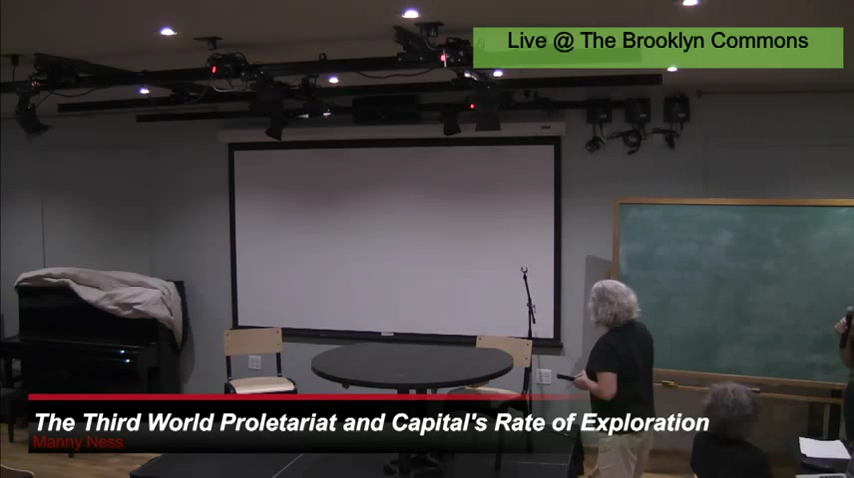 Live @ The Brooklyn Commons
The Third World Proletariat and Capital's Rate of Exploration
Manny Ness